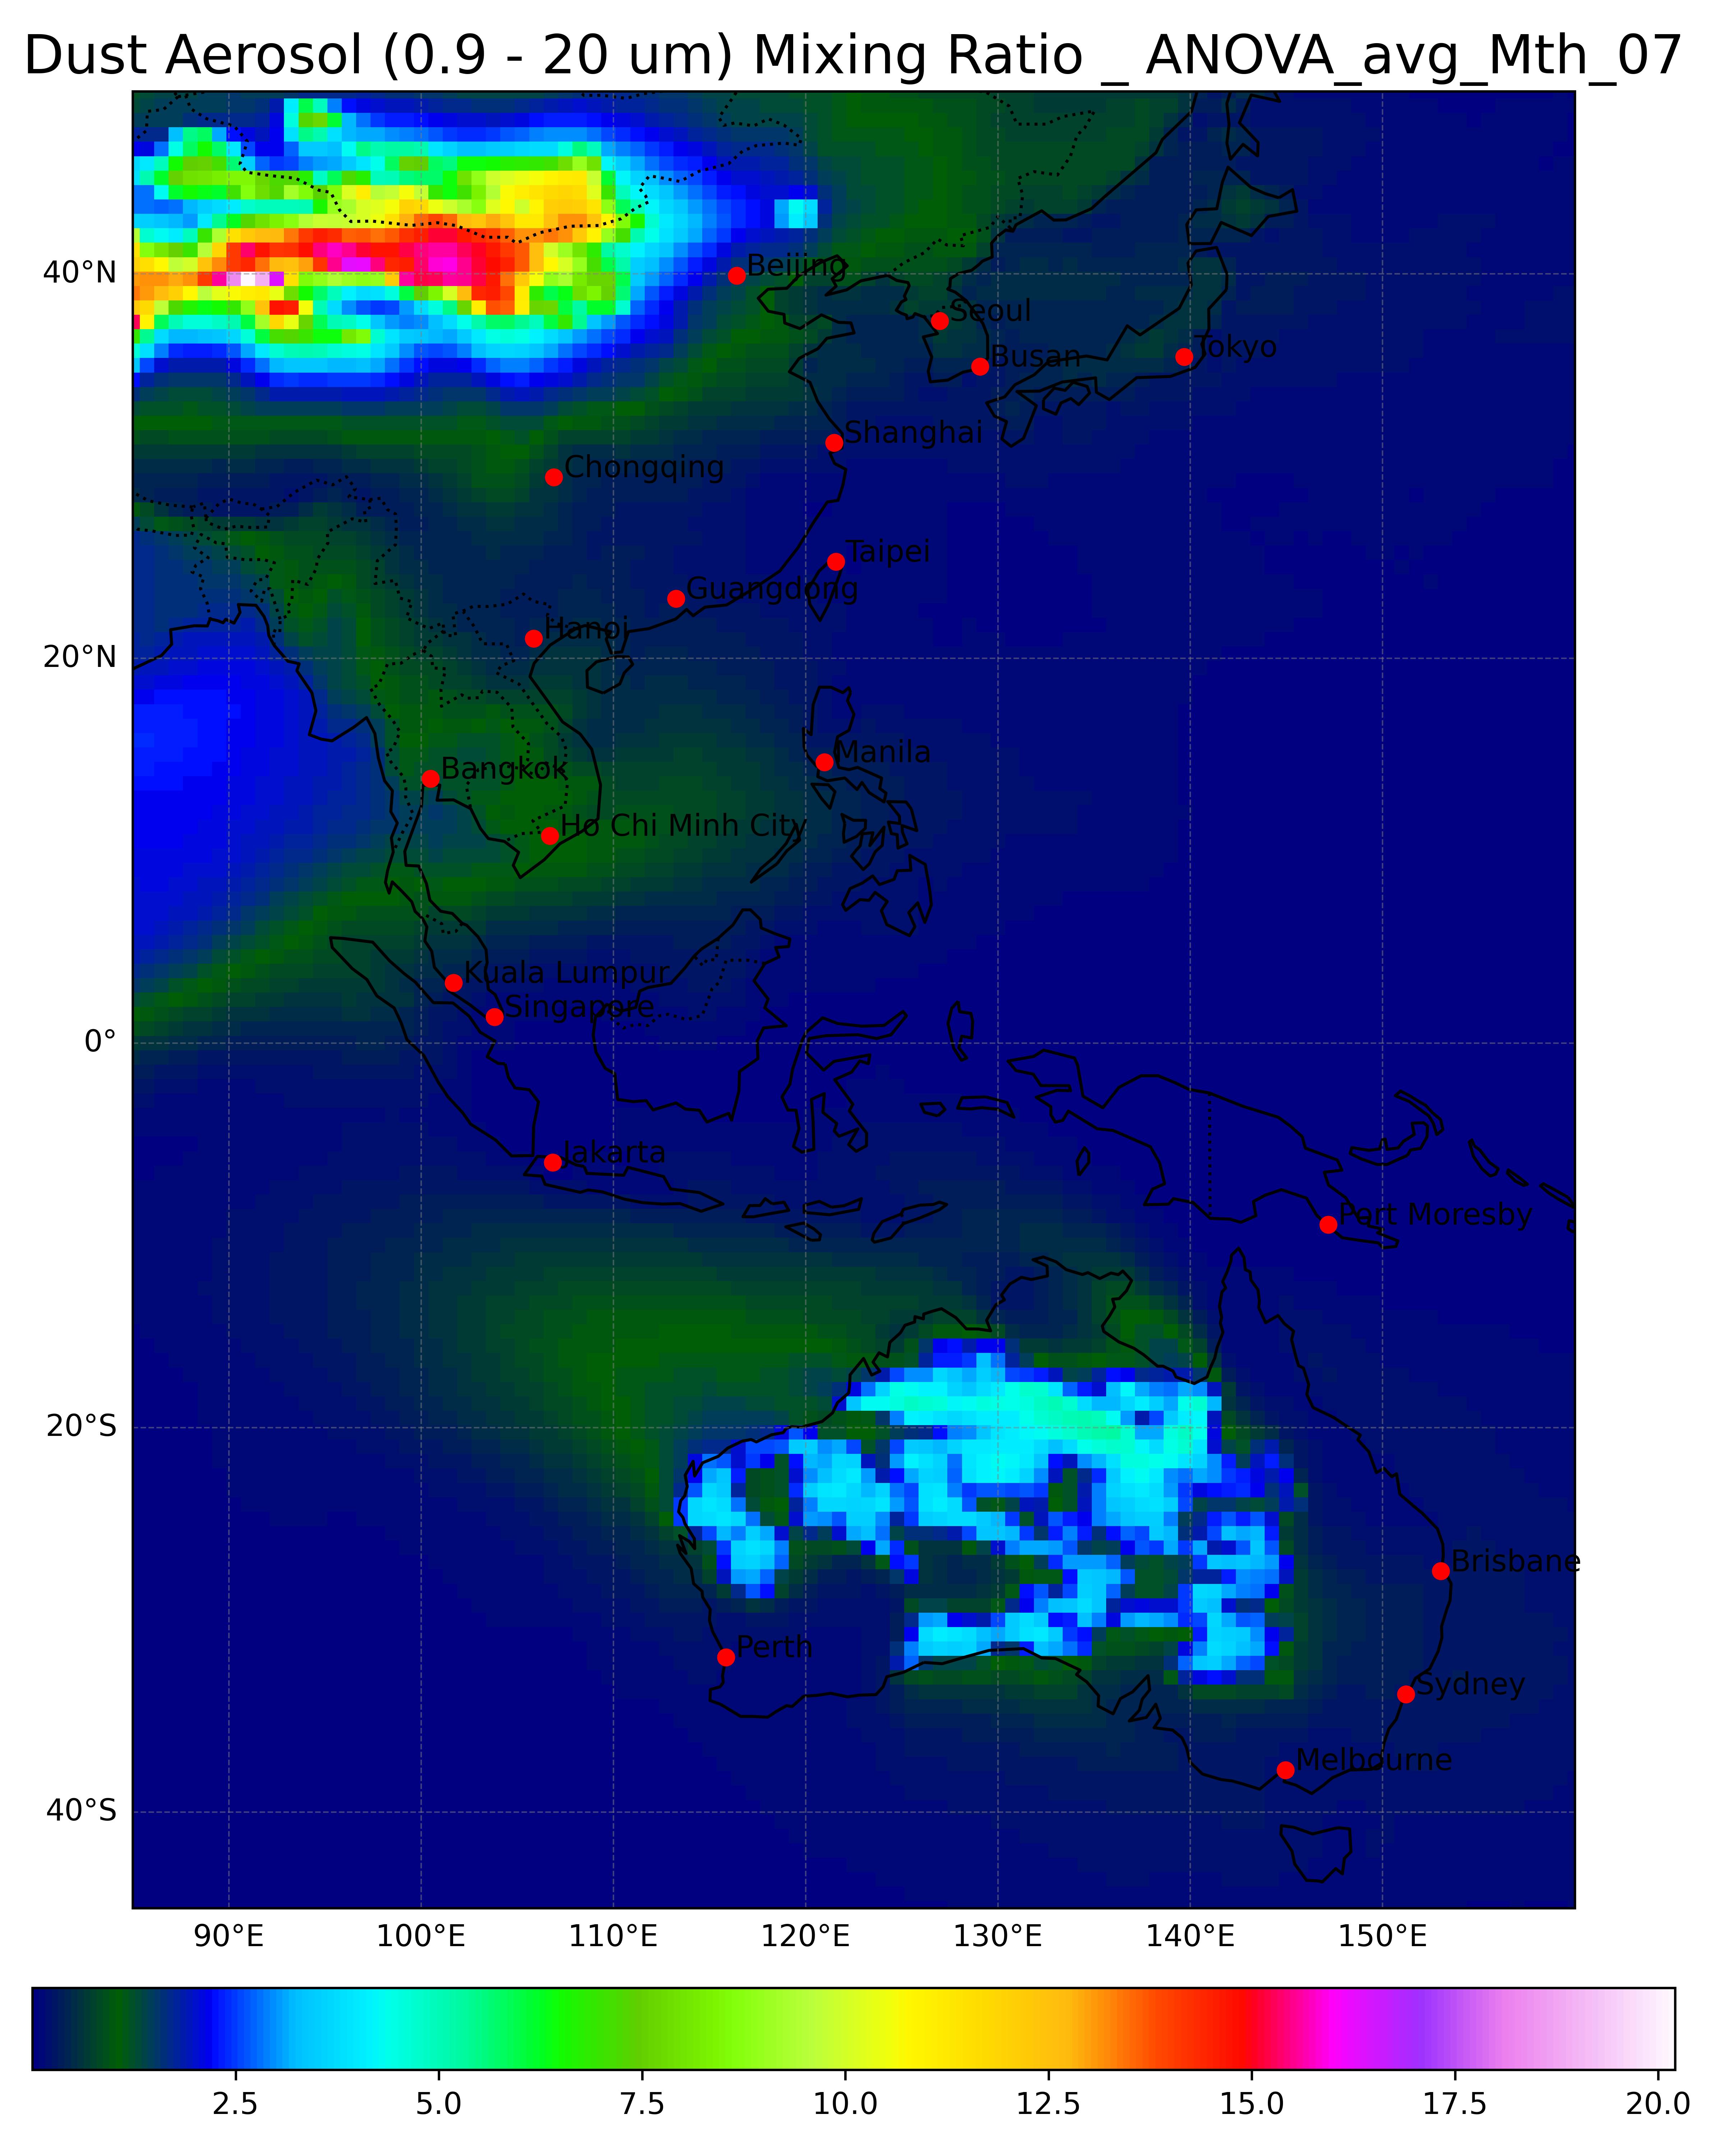 Dust Aerosol (0.9 - 20 um) Mixing Ratio _ ANOVA_avg_Mth_07
40°N
Beijing
Seoul
Tokyo
Busan
Shanghai
Chongqing
Taipei
Guangdong
Hanoi
20°N
Manila
Bangkok
Ho Chi Minh City
Kuala Lumpur
Singapore
0°
Jakarta
Port Moresby
20°S
Brisbane
Perth
Sydney
Melbourne
40°S
90°E 100°E 110°E 120°E 130°E 140°E 150°E
2.5 5.0 7.5 10.0 12.5 15.0 17.5 20.0